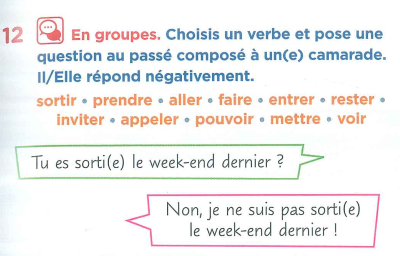 12 En groupes. Choisis un verbe et pose une
question au passé composé à un(e) camarade.
Il/Elle répond négativement.
sortir • prendre • aller • faire • entrer • rester •
inviter • appeler • pouvoir • mettre • voir
Tu es sorti(e) le week-end dernier ?
Non, je ne suis pas sorti(e)
le week-end dernier !